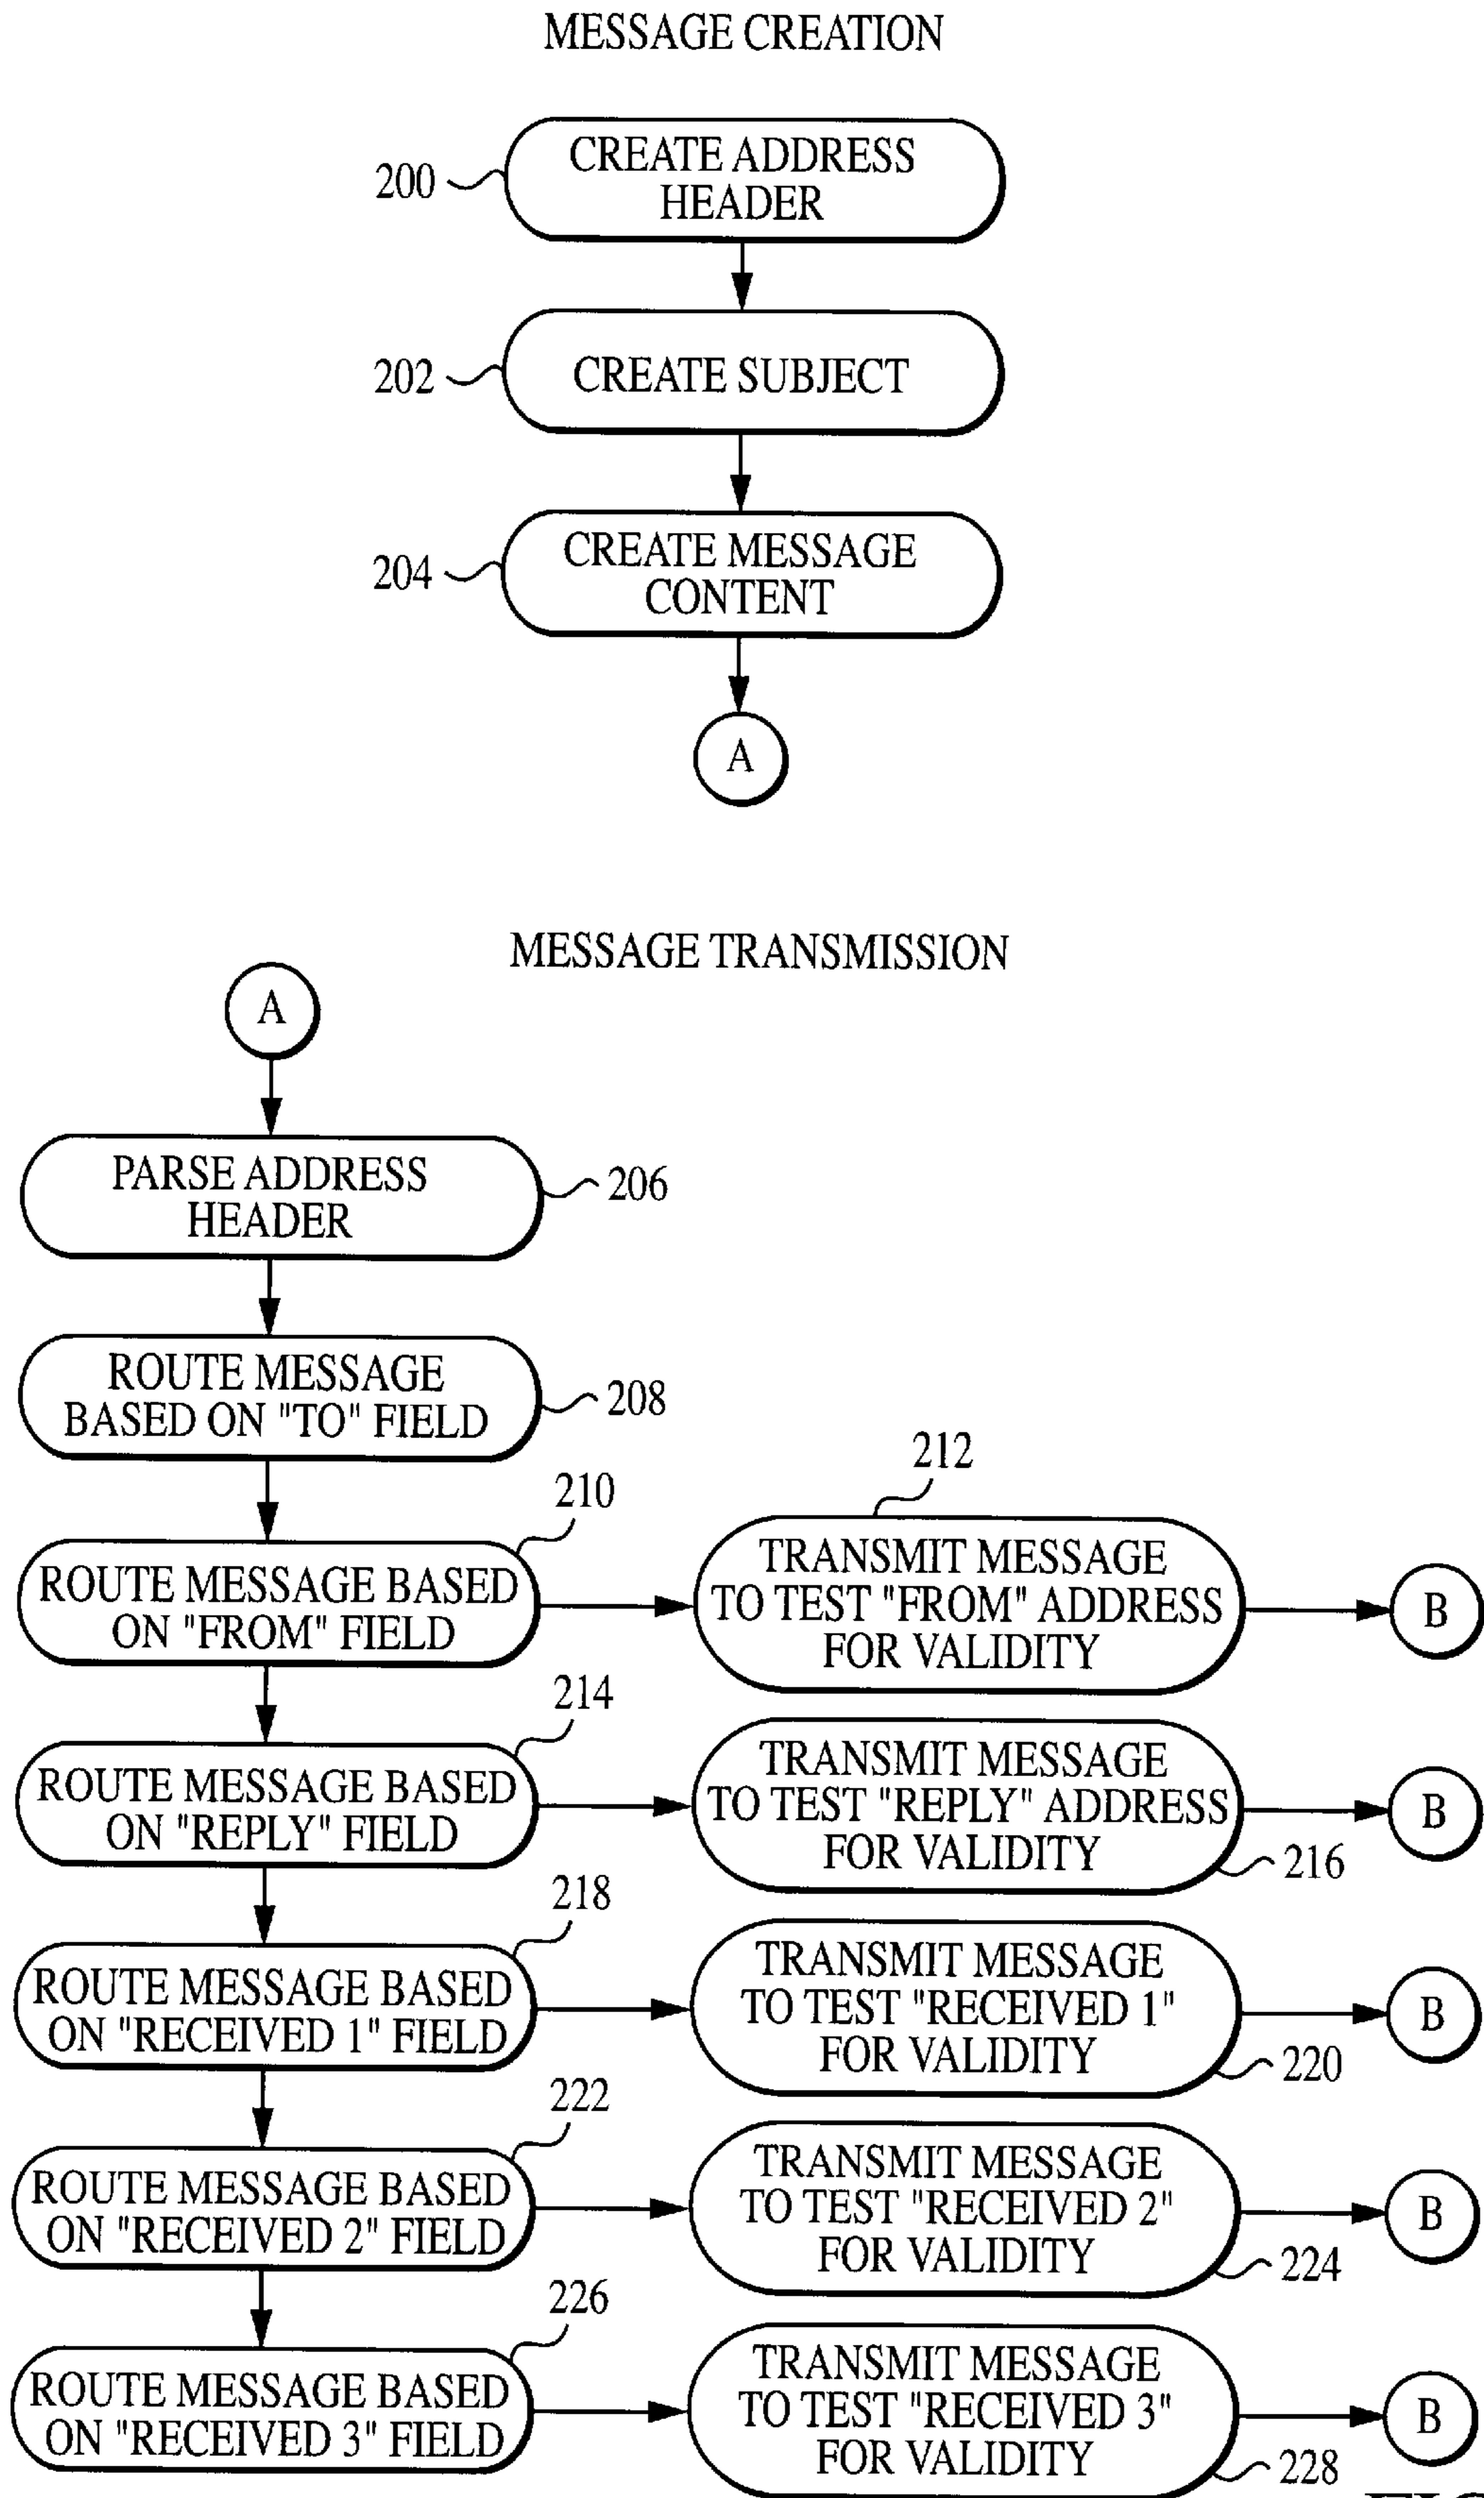 MESSAGE CREATION
200
CREATE ADDRESS
HEADER
202
CREATE SUBJECT
204
CREATE MESSAGE
CONTENT
A
MESSAGE TRANSMISSION
A
PARSE ADDRESS
HEADER
206
ROUTE MESSAGE
BASED ON "TO" FIELD
208
210
ROUTE MESSAGE BASED
ON "FROM" FIELD
212
TRANSMIT MESSAGE
TO TEST "FROM" ADDRESS
FOR VALIDITY
B
214
ROUTE MESSAGE BASED
ON "REPLY" FIELD
TRANSMIT MESSAGE
TO TEST "REPLY" ADDRESS
FOR VALIDITY
216
B
218
ROUTE MESSAGE BASED
ON "RECEIVED 1" FIELD
TRANSMIT MESSAGE
TO TEST "RECEIVED 1"
FOR VALIDITY
220
B
222
ROUTE MESSAGE BASED
ON "RECEIVED 2" FIELD
TRANSMIT MESSAGE
TO TEST "RECEIVED 2"
FOR VALIDITY
224
B
226
ROUTE MESSAGE BASED
ON "RECEIVED 3" FIELD
TRANSMIT MESSAGE
TO TEST "RECEIVED 3"
FOR VALIDITY
228
B